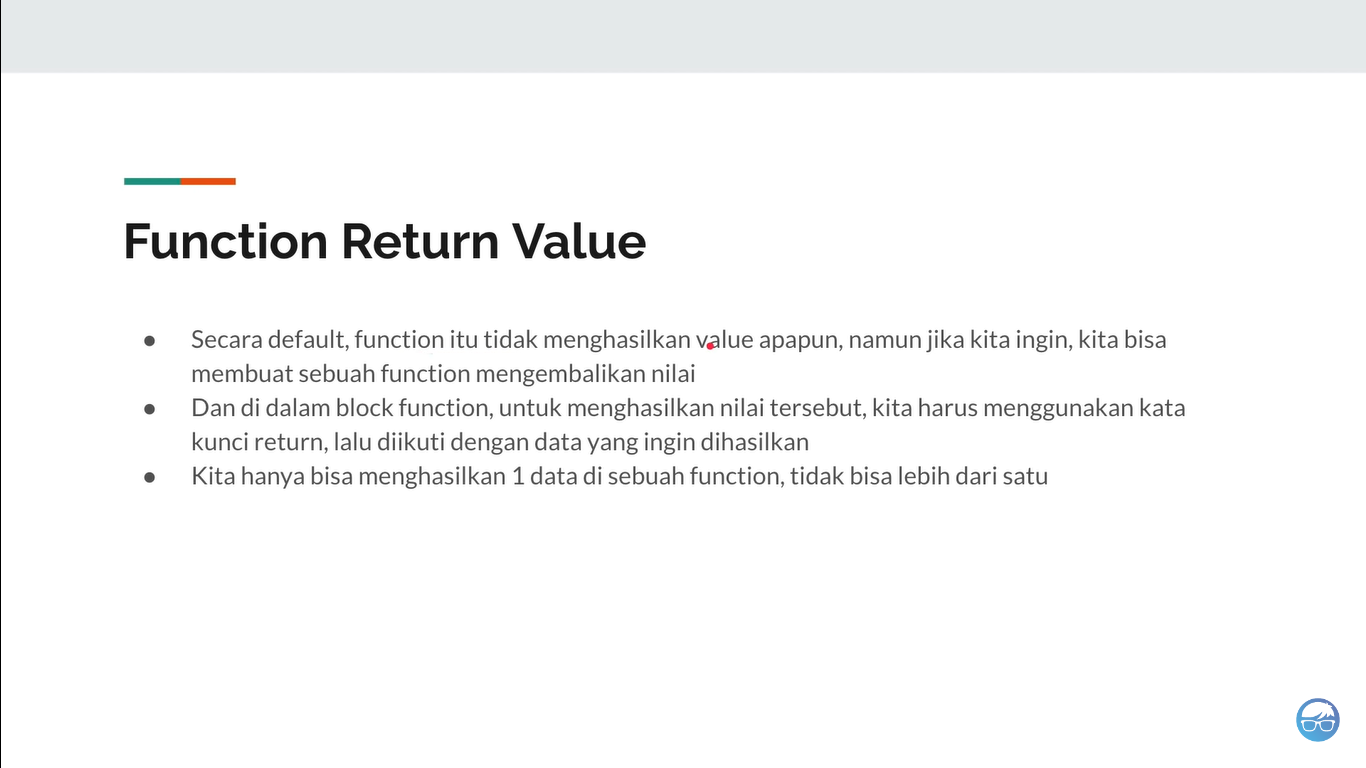 Function Return Value
● Secara default, function itu tidak menghasilkan value apapun, namun jika kita ingin, kita bisa
membuat sebuah function mengembalikan nilai
● Dan di dalam block function, untuk menghasilkan nilai tersebut, kita harus menggunakan kata
kunci return, lalu diikuti dengan data yang ingin dihasilkan
● Kita hanya bisa menghasilkan 1 data di sebuah function, tidak bisa lebih dari satu